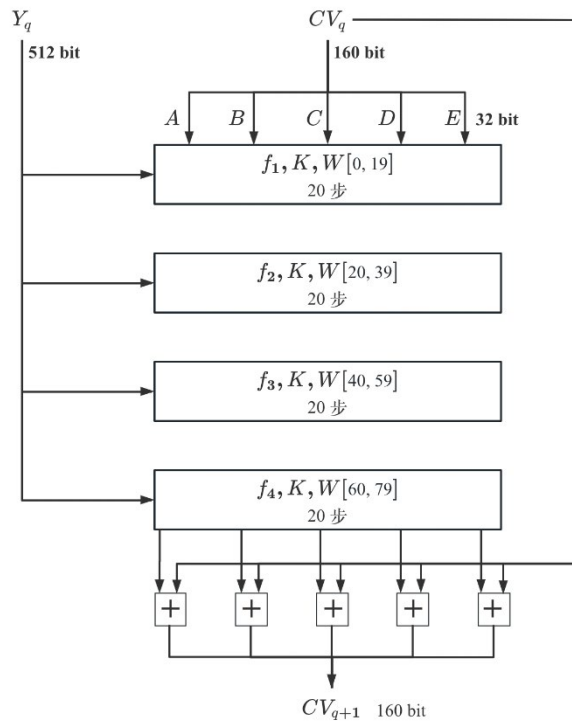 Y_q CV_q
512 bit 160 bit
A B C D E 32 bit
f_1, K, W[0, 19]
20 步
f_2, K, W[20, 39]
20 步
f_3, K, W[40, 59]
20 步
f_4, K, W[60, 79]
20 步
+ + + + +
CV_{q+1} 160 bit